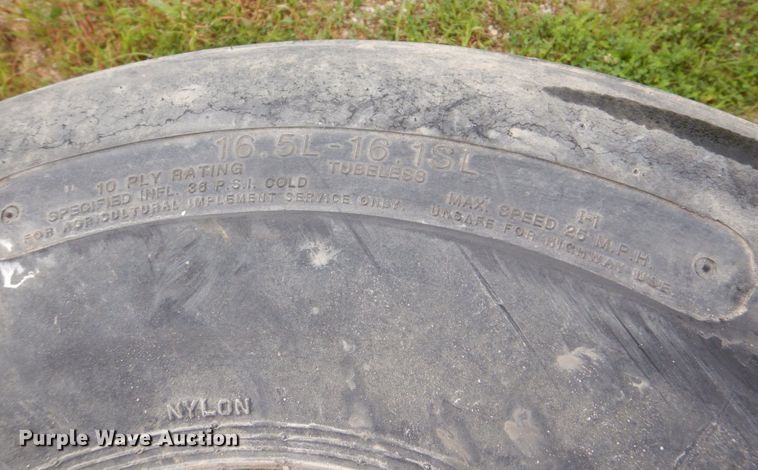 16.5L-16.1SL
10 PLY RATING TUBELESS I-1
SPECIFIED INFL. 36 P.S.I. COLD MAX. SPEED 25 M.P.H.
FOR AGRICULTURAL IMPLEMENT SERVICE ONLY. UNSAFE FOR HIGHWAY USE
NYLON
Purple Wave Auction